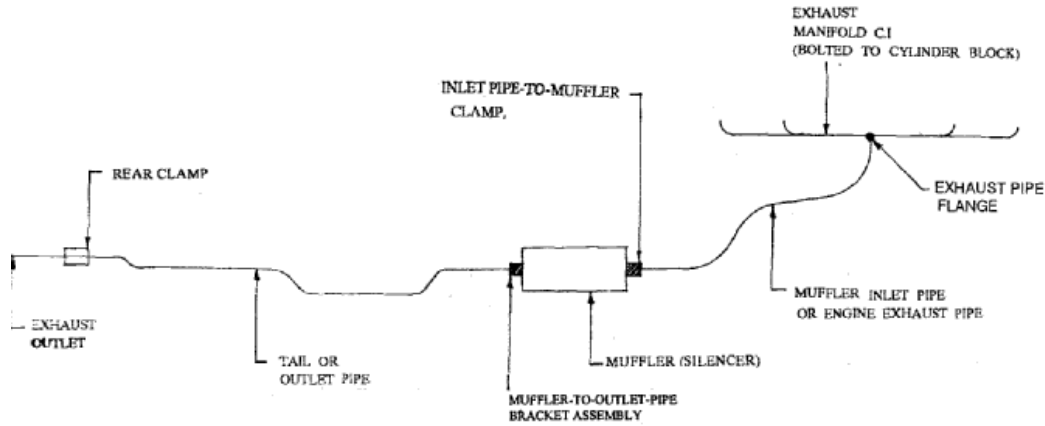 EXHAUST
MANIFOLD C.I
(BOLTED TO CYLINDER BLOCK)
INLET PIPE-TO-MUFFLER
CLAMP.
REAR CLAMP
EXHAUST PIPE
FLANGE
MUFFLER INLET PIPE
OR ENGINE EXHAUST PIPE
EXHAUST
OUTLET
TAIL OR
OUTLET PIPE
MUFFLER (SILENCER)
MUFFLER-TO-OUTLET-PIPE
BRACKET ASSEMBLY